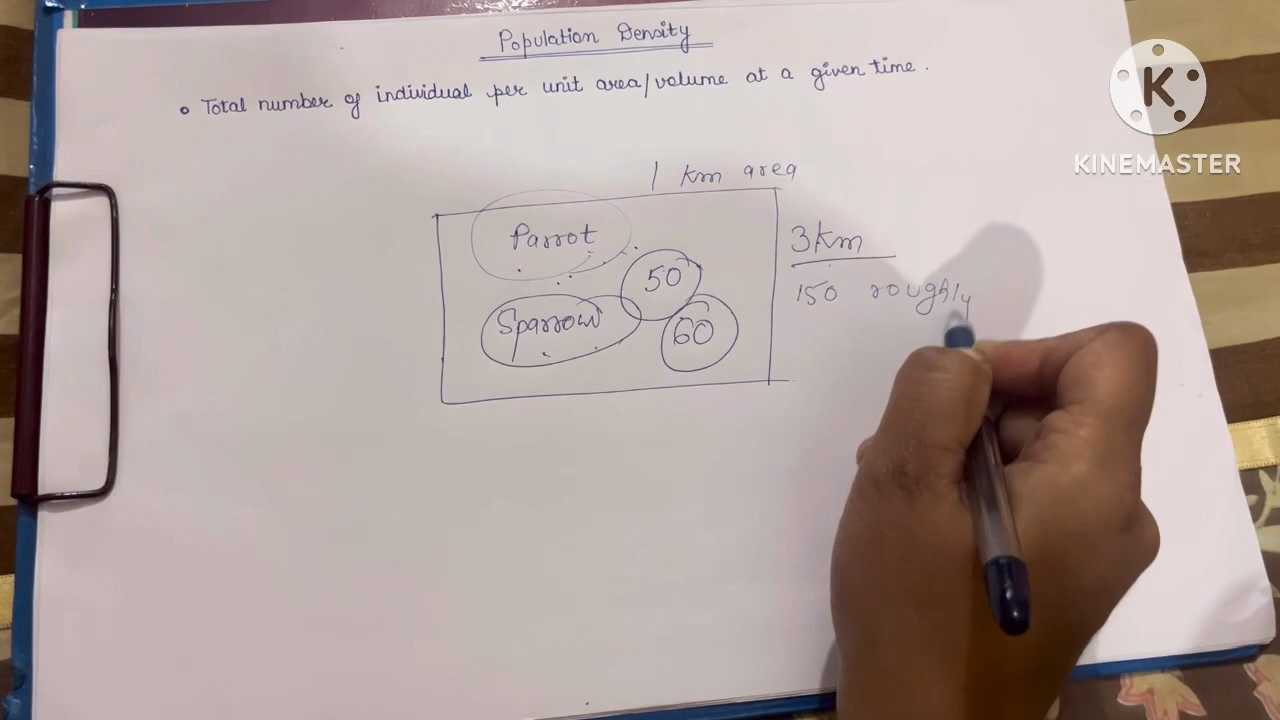 Population Density
• Total number of individual per unit area/volume at a given time.
1 km area
Parrot
50
Sparrow
60
3km
150 roughly
K
KINEMASTER